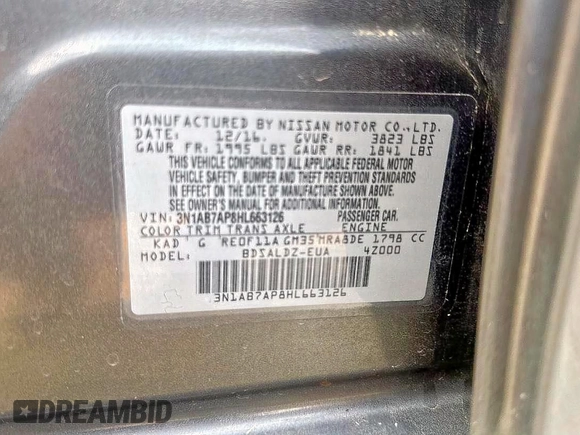 MANUFACTURED BY NISSAN MOTOR CO.,LTD.
DATE: 12/16 GVWR: 3823 LBS
GAWR FR: 1995 LBS GAWR RR: 1841 LBS
THIS VEHICLE CONFORMS TO ALL APPLICABLE FEDERAL MOTOR
VEHICLE SAFETY, BUMPER AND THEFT PREVENTION STANDARDS
IN EFFECT ON THE DATE OF MANUFACTURE SHOWN ABOVE.
SEE OWNER'S MANUAL FOR ADDITIONAL INFORMATION
VIN: 3N1AB7AP8HL663126 PASSENGER CAR.
COLOR TRIM TRANS AXLE ENGINE
KAD G RE0F11A GM35 MRA8DE 1798 CC
MODEL: BDSALDZ-EUA 4Z000
3N1AB7AP8HL663126
DREAMBID